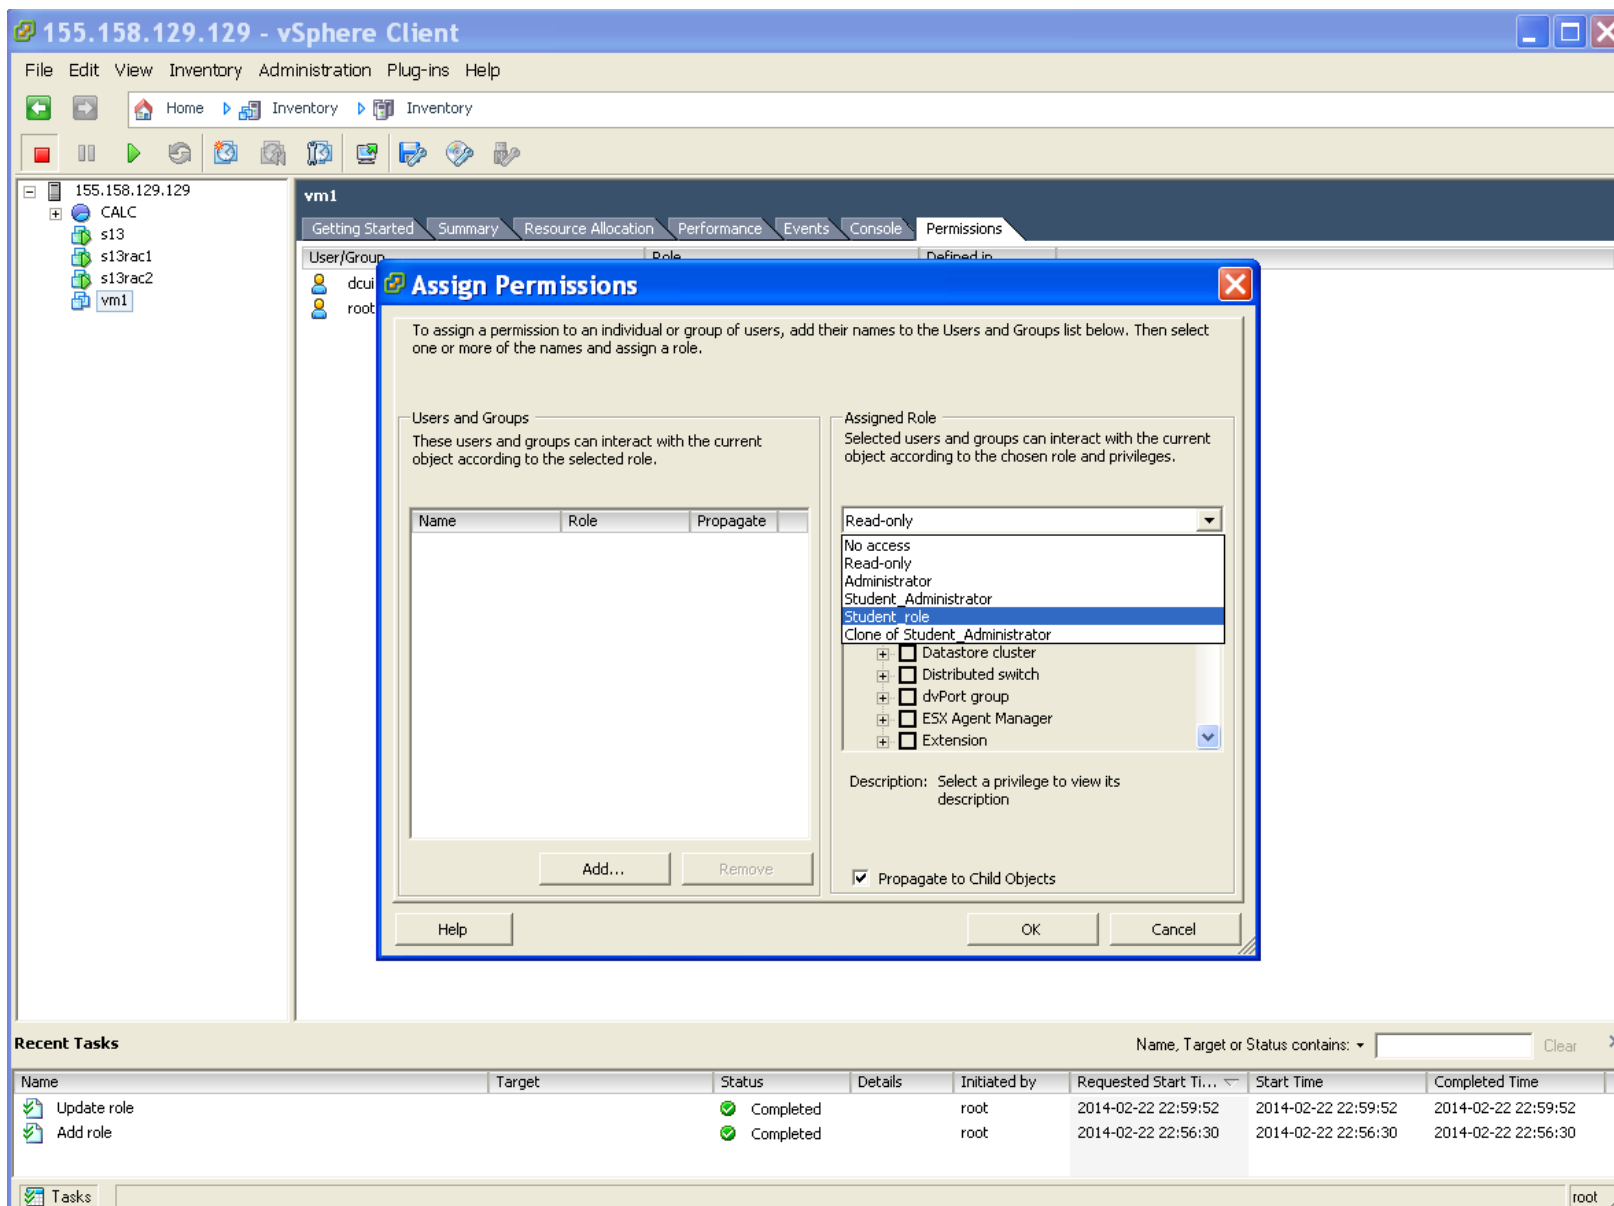 155.158.129.129 - vSphere Client
File Edit View Inventory Administration Plug-ins Help
Home Inventory Inventory
155.158.129.129
CALC
s13
s13rac1
s13rac2
vm1
vm1
Getting Started Summary Resource Allocation Performance Events Console Permissions
User/Group Role Defined in
dcui
root
Assign Permissions
To assign a permission to an individual or group of users, add their names to the Users and Groups list below. Then select
one or more of the names and assign a role.
Users and Groups
These users and groups can interact with the current
object according to the selected role.
Name Role Propagate
Add... Remove
Assigned Role
Selected users and groups can interact with the current
object according to the chosen role and privileges.
Read-only
No access
Read-only
Administrator
Student_Administrator
Student_role
Clone of Student_Administrator
Datastore cluster
Distributed switch
dvPort group
ESX Agent Manager
Extension
Description: Select a privilege to view its
description
Propagate to Child Objects
Help OK Cancel
Recent Tasks Name, Target or Status contains: Clear
Name Target Status Details Initiated by Requested Start Ti... Start Time Completed Time
Update role Completed root 2014-02-22 22:59:52 2014-02-22 22:59:52 2014-02-22 22:59:52
Add role Completed root 2014-02-22 22:56:30 2014-02-22 22:56:30 2014-02-22 22:56:30
Tasks root